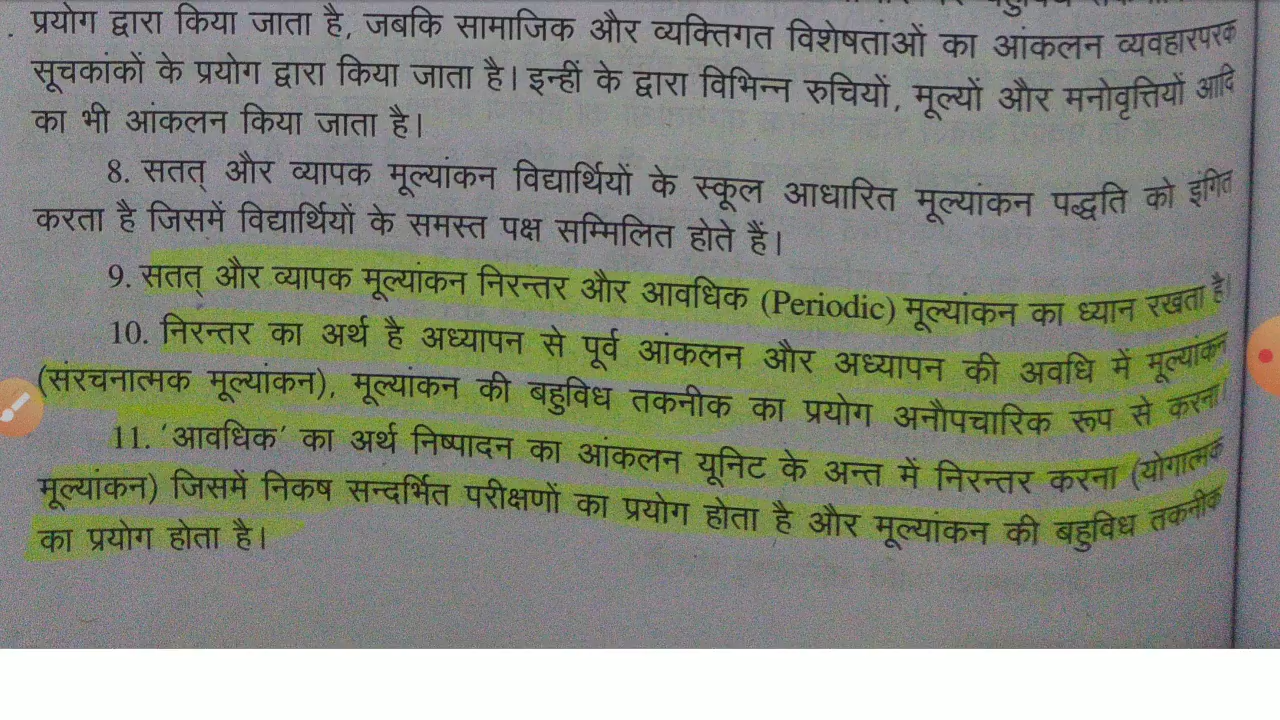 . प्रयोग द्वारा किया जाता है, जबकि सामाजिक और व्यक्तिगत विशेषताओं का आंकलन व्यवहारपरक
सूचकांकों के प्रयोग द्वारा किया जाता है। इन्हीं के द्वारा विभिन्न रुचियों, मूल्यों और मनोवृत्तियों आदि
का भी आंकलन किया जाता है।
8. सतत् और व्यापक मूल्यांकन विद्यार्थियों के स्कूल आधारित मूल्यांकन पद्धति को इंगित
करता है जिसमें विद्यार्थियों के समस्त पक्ष सम्मिलित होते हैं।
9. सतत् और व्यापक मूल्यांकन निरन्तर और आवधिक (Periodic) मूल्यांकन का ध्यान रखता है।
10. निरन्तर का अर्थ है अध्यापन से पूर्व आंकलन और अध्यापन की अवधि में मूल्यांकन
(संरचनात्मक मूल्यांकन), मूल्यांकन की बहुविध तकनीक का प्रयोग अनौपचारिक रूप से करना।
11. 'आवधिक' का अर्थ निष्पादन का आंकलन यूनिट के अन्त में निरन्तर करना (योगात्मक
मूल्यांकन) जिसमें निकष सन्दर्भित परीक्षणों का प्रयोग होता है और मूल्यांकन की बहुविध तकनीक
का प्रयोग होता है।